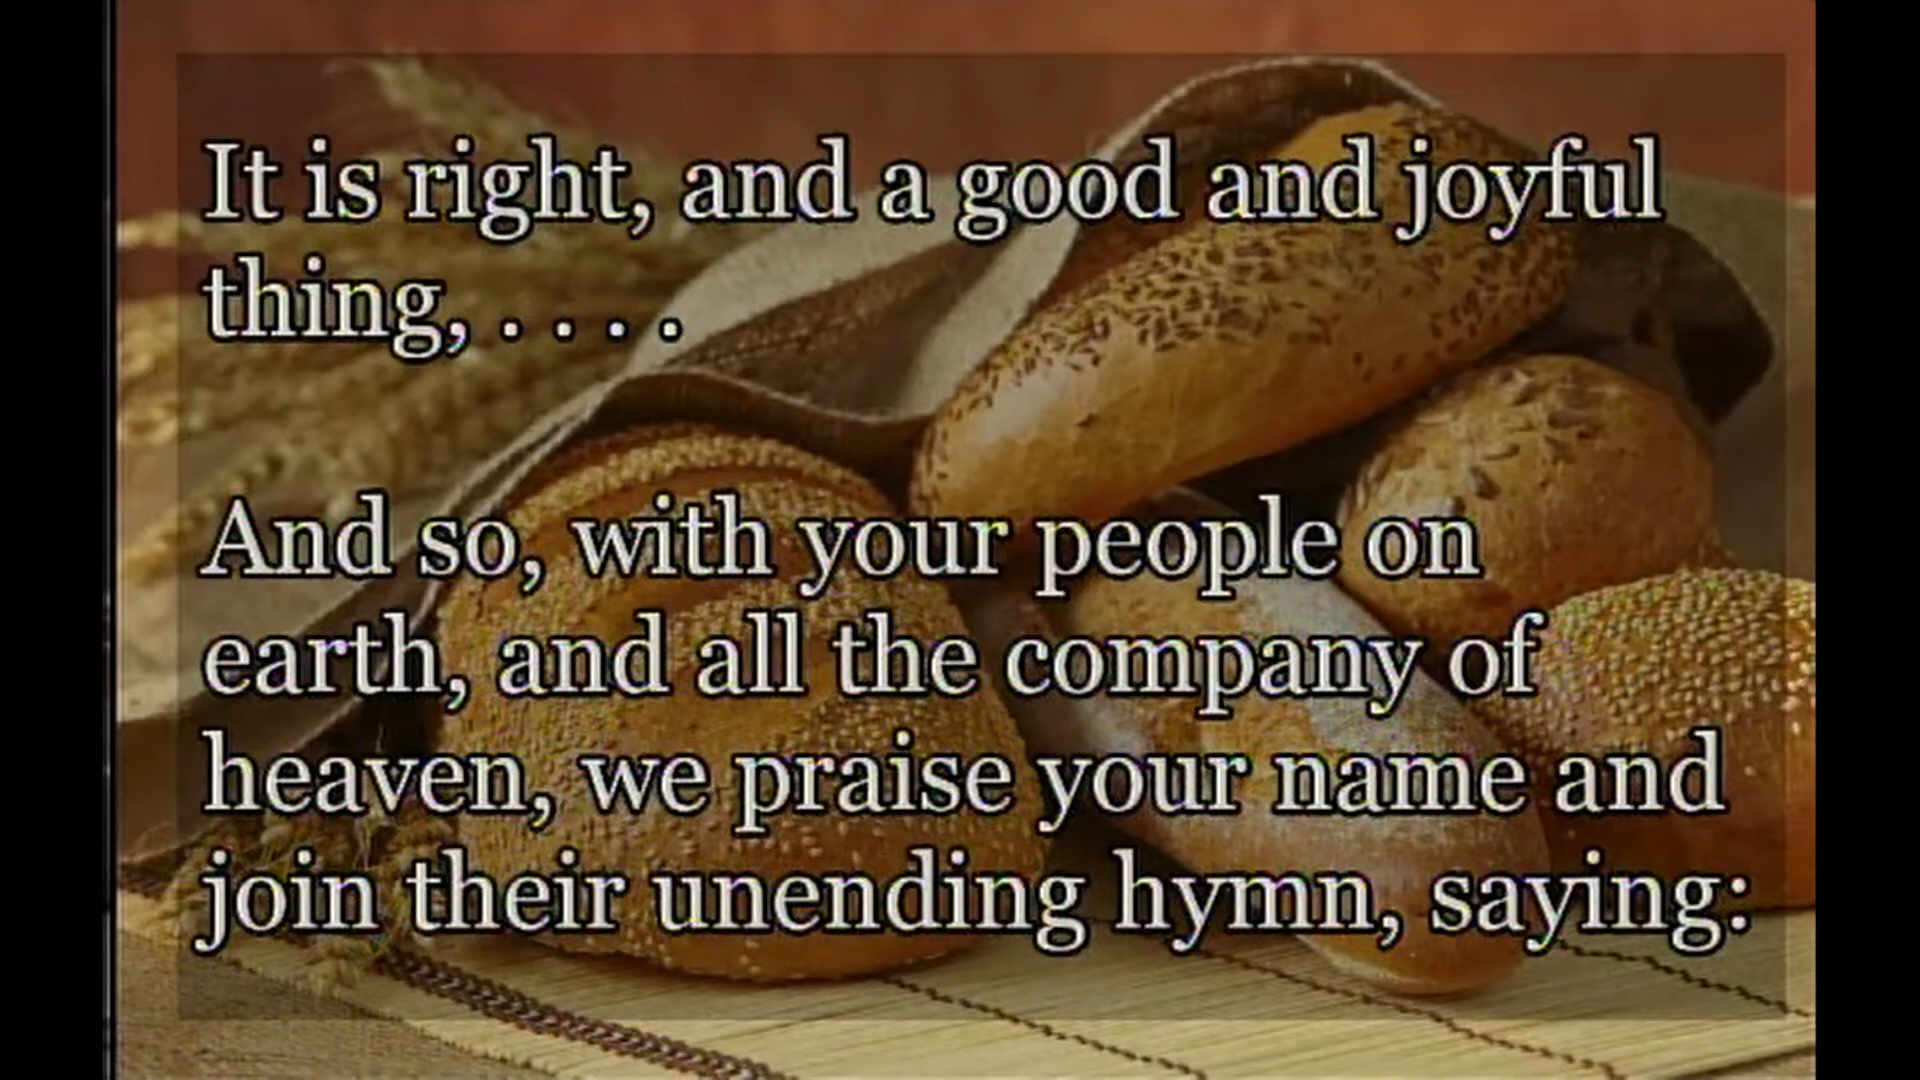 It is right, and a good and joyful
thing, . . . .
And so, with your people on
earth, and all the company of
heaven, we praise your name and
join their unending hymn, saying: